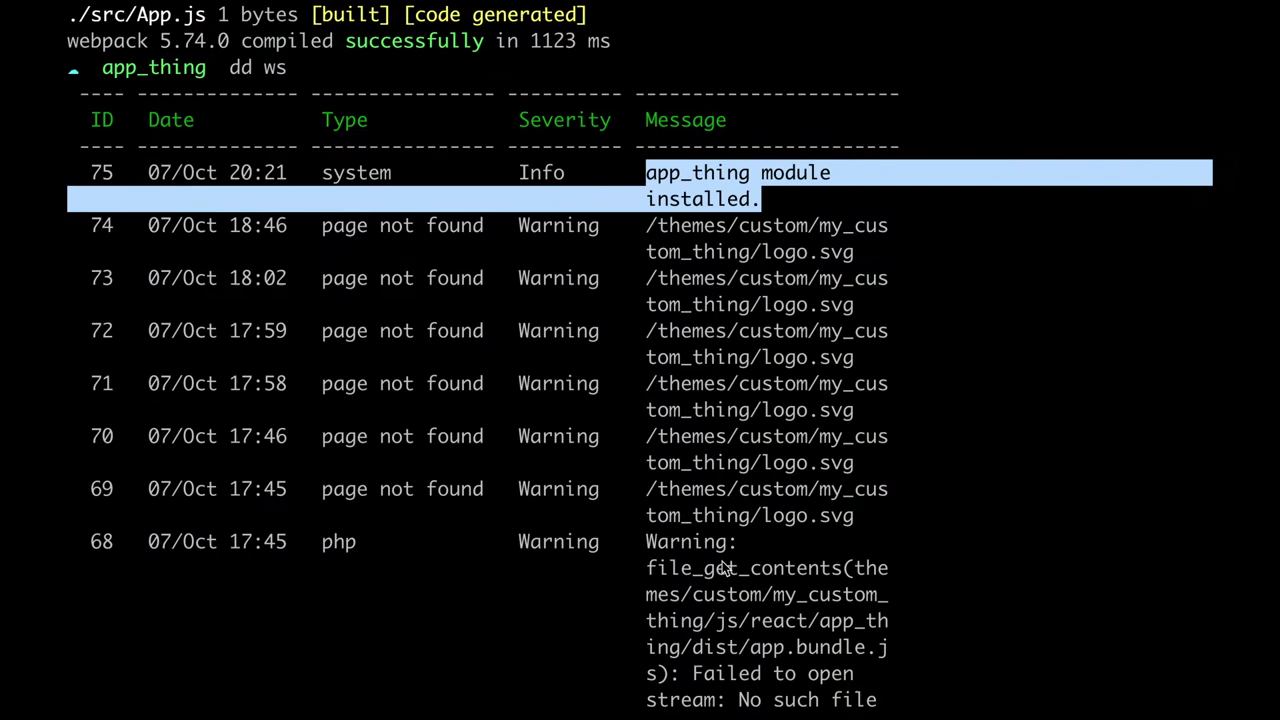 ./src/App.js 1 bytes [built] [code generated]
webpack 5.74.0 compiled successfully in 1123 ms
☁  app_thing  dd ws
---- -------------- ---------------- ---------- -----------------------
ID   Date           Type             Severity   Message
---- -------------- ---------------- ---------- -----------------------
75   07/Oct 20:21   system           Info       app_thing module
installed.
74   07/Oct 18:46   page not found   Warning    /themes/custom/my_cus
tom_thing/logo.svg
73   07/Oct 18:02   page not found   Warning    /themes/custom/my_cus
tom_thing/logo.svg
72   07/Oct 17:59   page not found   Warning    /themes/custom/my_cus
tom_thing/logo.svg
71   07/Oct 17:58   page not found   Warning    /themes/custom/my_cus
tom_thing/logo.svg
70   07/Oct 17:46   page not found   Warning    /themes/custom/my_cus
tom_thing/logo.svg
69   07/Oct 17:45   page not found   Warning    /themes/custom/my_cus
tom_thing/logo.svg
68   07/Oct 17:45   php              Warning    Warning:
file_get_contents(the
mes/custom/my_custom_
thing/js/react/app_th
ing/dist/app.bundle.j
s): Failed to open
stream: No such file